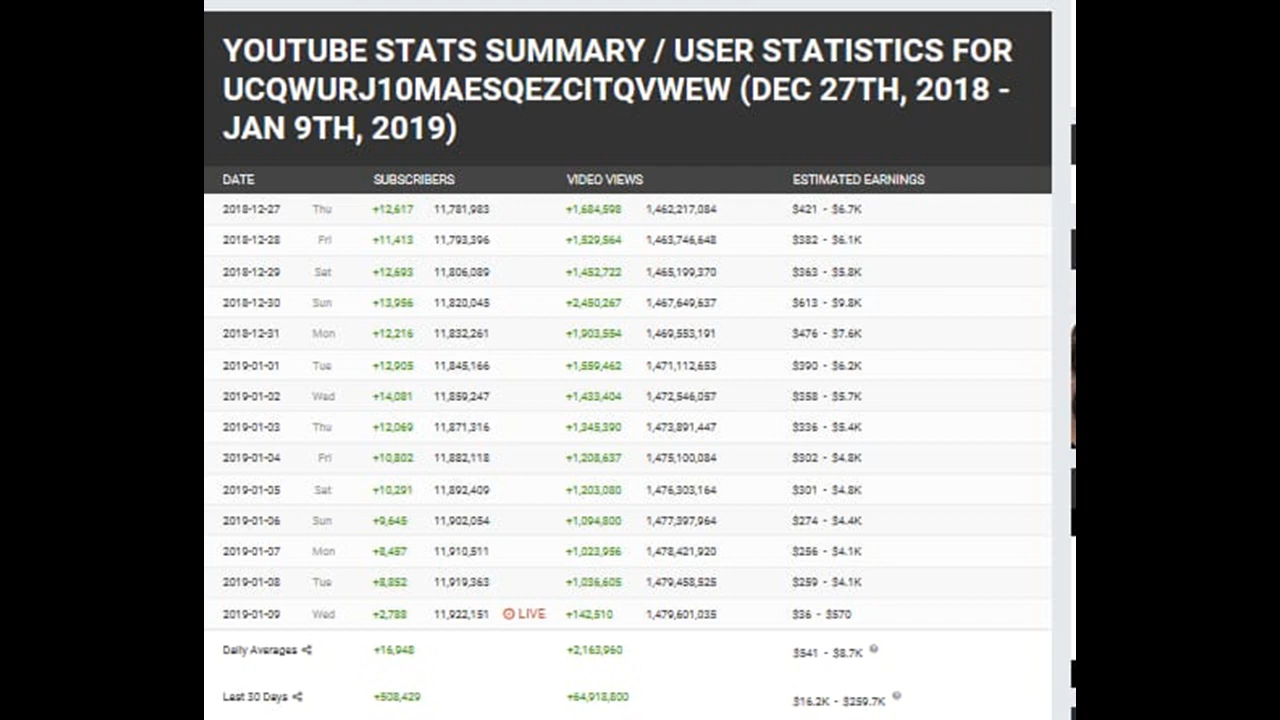 YOUTUBE STATS SUMMARY / USER STATISTICS FOR
UCQWURJ10MAESQEZCITQVWEW (DEC 27TH, 2018 -
JAN 9TH, 2019)
DATE SUBSCRIBERS VIDEO VIEWS ESTIMATED EARNINGS
2018-12-27 Thu +12,617 11,781,983 +1,684,598 1,462,217,084 $421 - $6.7K
2018-12-28 Fri +11,413 11,793,396 +1,529,564 1,463,746,648 $382 - $6.1K
2018-12-29 Sat +12,693 11,806,089 +1,452,722 1,465,199,370 $363 - $5.8K
2018-12-30 Sun +13,956 11,820,045 +2,450,267 1,467,649,637 $613 - $9.8K
2018-12-31 Mon +12,216 11,832,261 +1,903,554 1,469,553,191 $476 - $7.6K
2019-01-01 Tue +12,905 11,845,166 +1,559,462 1,471,112,653 $390 - $6.2K
2019-01-02 Wed +14,081 11,859,247 +1,433,404 1,472,546,057 $358 - $5.7K
2019-01-03 Thu +12,069 11,871,316 +1,345,390 1,473,891,447 $336 - $5.4K
2019-01-04 Fri +10,802 11,882,118 +1,208,637 1,475,100,084 $302 - $4.8K
2019-01-05 Sat +10,291 11,892,409 +1,203,080 1,476,303,164 $301 - $4.8K
2019-01-06 Sun +9,645 11,902,054 +1,094,800 1,477,397,964 $274 - $4.4K
2019-01-07 Mon +8,457 11,910,511 +1,023,956 1,478,421,920 $256 - $4.1K
2019-01-08 Tue +8,852 11,919,363 +1,036,605 1,479,458,525 $259 - $4.1K
2019-01-09 Wed +2,788 11,922,151 LIVE +142,510 1,479,601,035 $36 - $570
Daily Averages +16,948 +2,163,960 $541 - $8.7K
Last 30 Days +508,429 +64,918,800 $16.2K - $259.7K